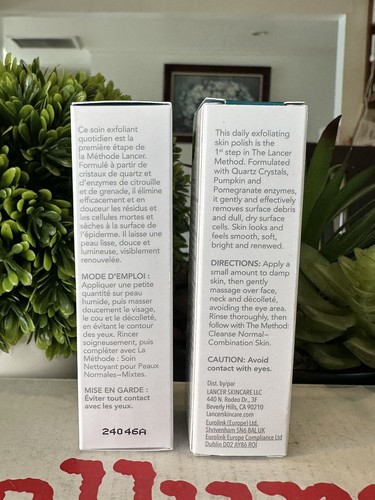 Ce soin exfoliant
quotidien est la
première étape de
la Méthode Lancer.
Formulé à partir de
cristaux de quartz et
d'enzymes de citrouille
et de grenade, il élimine
efficacement et en
douceur les résidus et
les cellules mortes et
sèches à la surface de
l'épiderme. Il laisse une
peau lisse, douce et
lumineuse, visiblement
renouvelée.
MODE D'EMPLOI :
Appliquer une petite
quantité sur peau
humide, puis masser
doucement le visage,
le cou et le décolleté,
en évitant le contour
des yeux. Rincer
soigneusement, puis
compléter avec La
Méthode : Soin
Nettoyant pour Peaux
Normales–Mixtes.
MISE EN GARDE :
Éviter tout contact
avec les yeux.
24046A
This daily exfoliating
skin polish is the
1st step in The Lancer
Method. Formulated
with Quartz Crystals,
Pumpkin and
Pomegranate enzymes,
it gently and effectively
removes surface debris
and dull, dry surface
cells. Skin looks and
feels smooth, soft,
bright and renewed.
DIRECTIONS: Apply a
small amount to damp
skin, then gently
massage over face,
neck and décolleté,
avoiding the eye area.
Rinse thoroughly, then
follow with The Method:
Cleanse Normal–
Combination Skin.
CAUTION: Avoid
contact with eyes.
Dist. by/par
LANCER SKINCARE LLC
440 N. Rodeo Dr., 3F
Beverly Hills, CA 90210
Lancerskincare.com
Eurolink (Europe) Ltd.
Shrivenham SN6 8AL UK
Eurolink Europe Compliance Ltd
Dublin D02 AY86 ROI